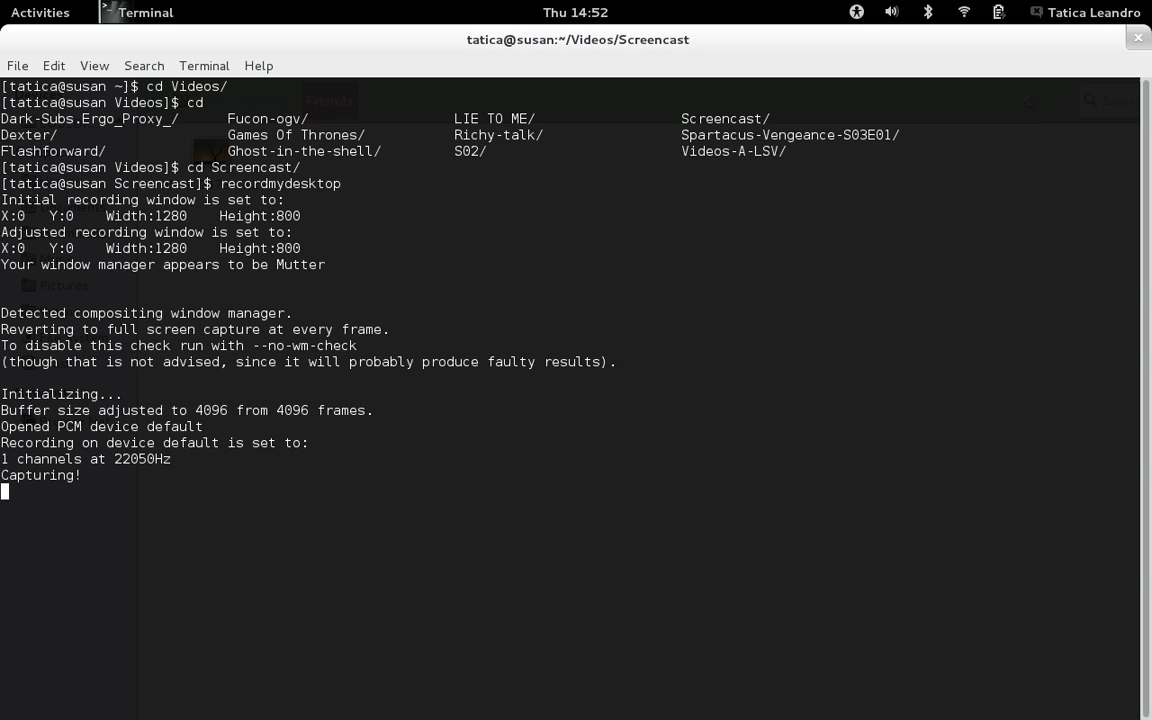 Activities Terminal Thu 14:52 Tatica Leandro
tatica@susan:~/Videos/Screencast
File Edit View Search Terminal Help
[tatica@susan ~]$ cd Videos/
[tatica@susan Videos]$ cd
Dark-Subs.Ergo_Proxy_/ Fucon-ogv/ LIE TO ME/ Screencast/
Dexter/ Games Of Thrones/ Richy-talk/ Spartacus-Vengeance-S03E01/
Flashforward/ Ghost-in-the-shell/ S02/ Videos-A-LSV/
[tatica@susan Videos]$ cd Screencast/
[tatica@susan Screencast]$ recordmydesktop
Initial recording window is set to:
X:0 Y:0 Width:1280 Height:800
Adjusted recording window is set to:
X:0 Y:0 Width:1280 Height:800
Your window manager appears to be Mutter
Pictures
Detected compositing window manager.
Reverting to full screen capture at every frame.
To disable this check run with --no-wm-check
(though that is not advised, since it will probably produce faulty results).
Initializing...
Buffer size adjusted to 4096 from 4096 frames.
Opened PCM device default
Recording on device default is set to:
1 channels at 22050Hz
Capturing!